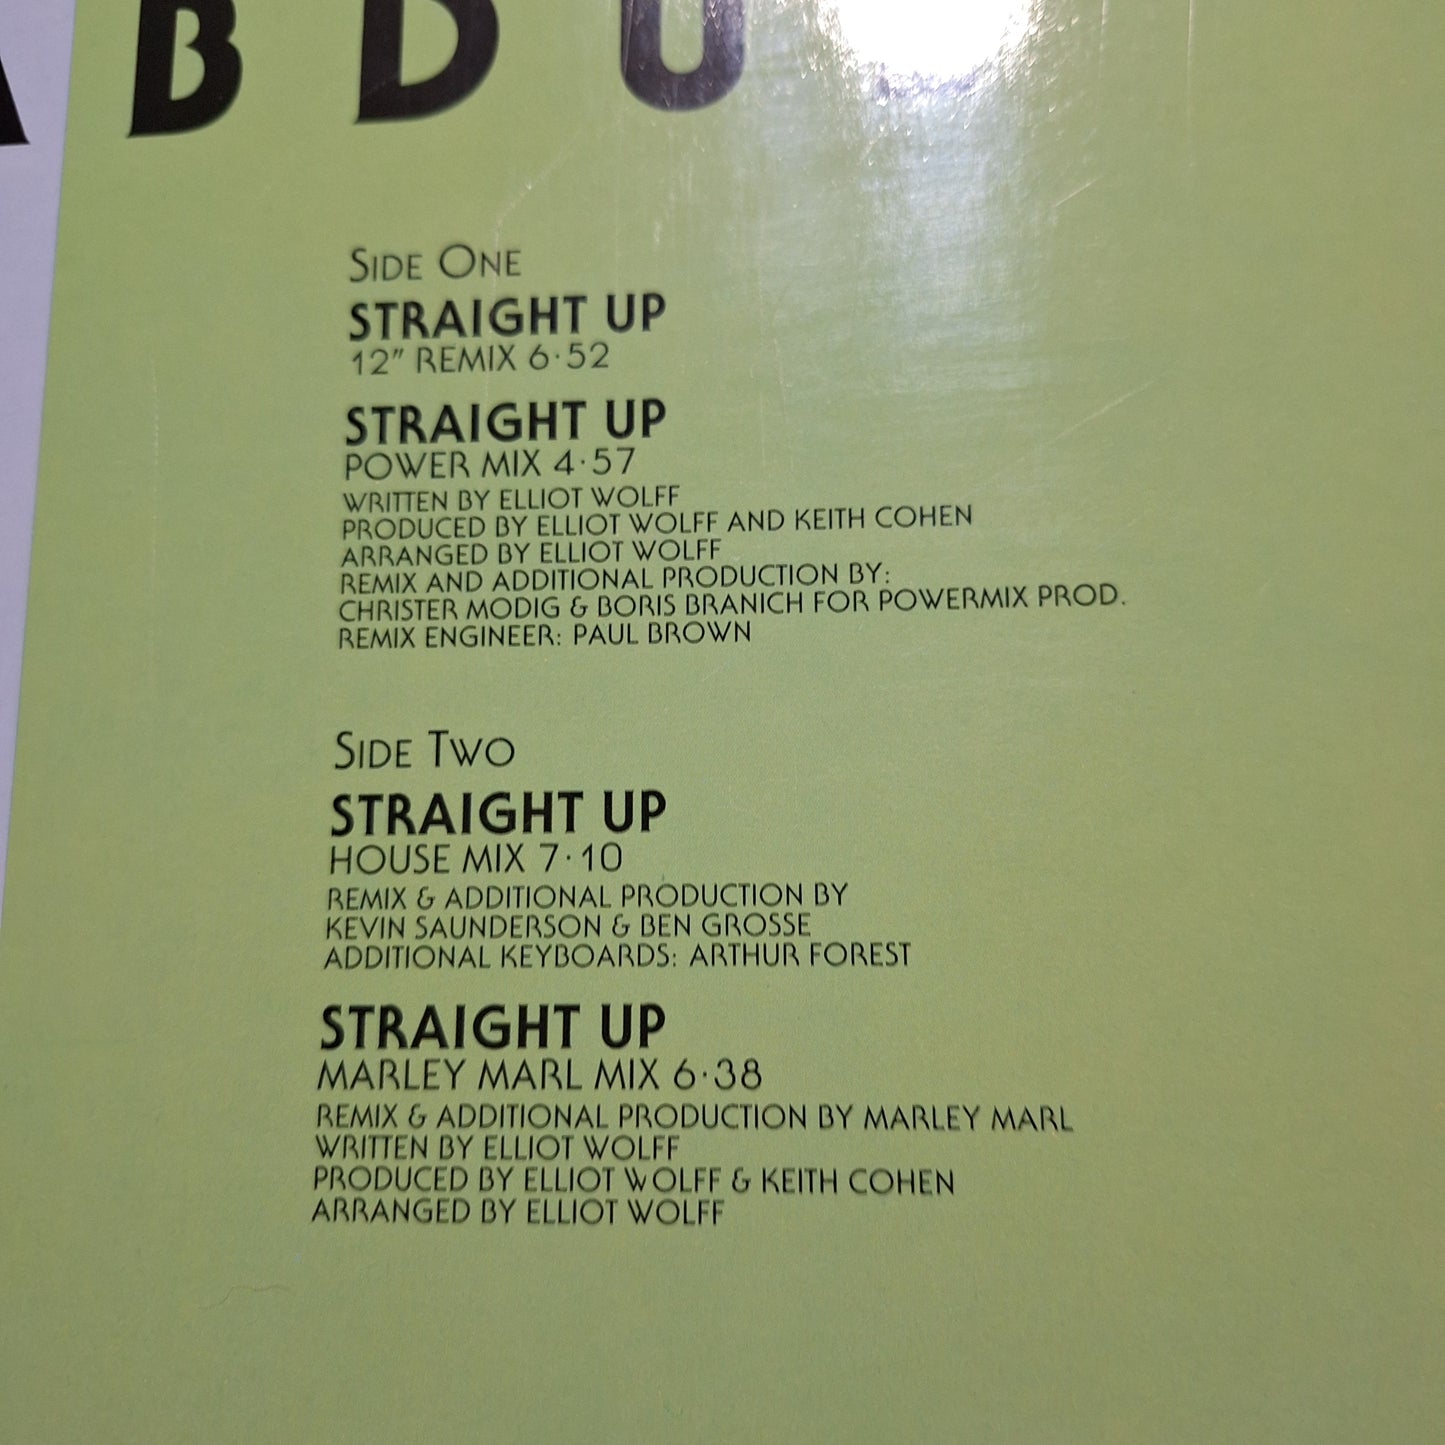 ABDUL
Side One
STRAIGHT UP
12" REMIX 6·52
STRAIGHT UP
POWER MIX 4·57
WRITTEN BY ELLIOT WOLFF
PRODUCED BY ELLIOT WOLFF AND KEITH COHEN
ARRANGED BY ELLIOT WOLFF
REMIX AND ADDITIONAL PRODUCTION BY:
CHRISTER MODIG & BORIS BRANICH FOR POWERMIX PROD.
REMIX ENGINEER: PAUL BROWN
Side Two
STRAIGHT UP
HOUSE MIX 7·10
REMIX & ADDITIONAL PRODUCTION BY
KEVIN SAUNDERSON & BEN GROSSE
ADDITIONAL KEYBOARDS: ARTHUR FOREST
STRAIGHT UP
MARLEY MARL MIX 6·38
REMIX & ADDITIONAL PRODUCTION BY MARLEY MARL
WRITTEN BY ELLIOT WOLFF
PRODUCED BY ELLIOT WOLFF & KEITH COHEN
ARRANGED BY ELLIOT WOLFF